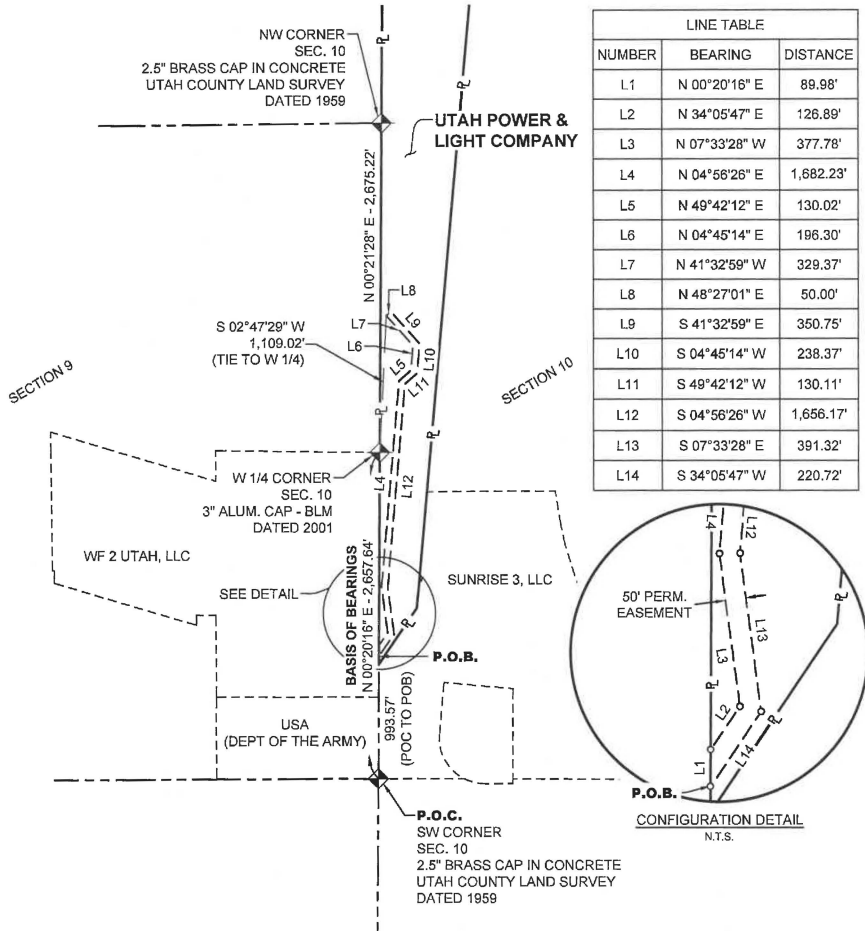 NW CORNER
SEC. 10
2.5" BRASS CAP IN CONCRETE
UTAH COUNTY LAND SURVEY
DATED 1959
PL
PL
UTAH POWER &
LIGHT COMPANY
N 00°21'28" E - 2,675.22'
L8
L7
L9
L6
L10
S 02°47'29" W
1,109.02'
(TIE TO W 1/4)
L5
L11
SECTION 9
SECTION 10
PL
PL
W 1/4 CORNER
SEC. 10
3" ALUM. CAP - BLM
DATED 2001
L4
L12
WF 2 UTAH, LLC
SEE DETAIL
SUNRISE 3, LLC
BASIS OF BEARINGS
N 00°20'16" E - 2,657.64'
PL
P.O.B.
993.57'
(POC TO POB)
USA
(DEPT OF THE ARMY)
P.O.C.
SW CORNER
SEC. 10
2.5" BRASS CAP IN CONCRETE
UTAH COUNTY LAND SURVEY
DATED 1959
LINE TABLE
NUMBER BEARING DISTANCE
L1 N 00°20'16" E 89.98'
L2 N 34°05'47" E 126.89'
L3 N 07°33'28" W 377.78'
L4 N 04°56'26" E 1,682.23'
L5 N 49°42'12" E 130.02'
L6 N 04°45'14" E 196.30'
L7 N 41°32'59" W 329.37'
L8 N 48°27'01" E 50.00'
L9 S 41°32'59" E 350.75'
L10 S 04°45'14" W 238.37'
L11 S 49°42'12" W 130.11'
L12 S 04°56'26" W 1,656.17'
L13 S 07°33'28" E 391.32'
L14 S 34°05'47" W 220.72'
L4
L12
50' PERM.
EASEMENT
PL
L3
L13
PL
L2
L1
L14
PL
P.O.B.
CONFIGURATION DETAIL
N.T.S.